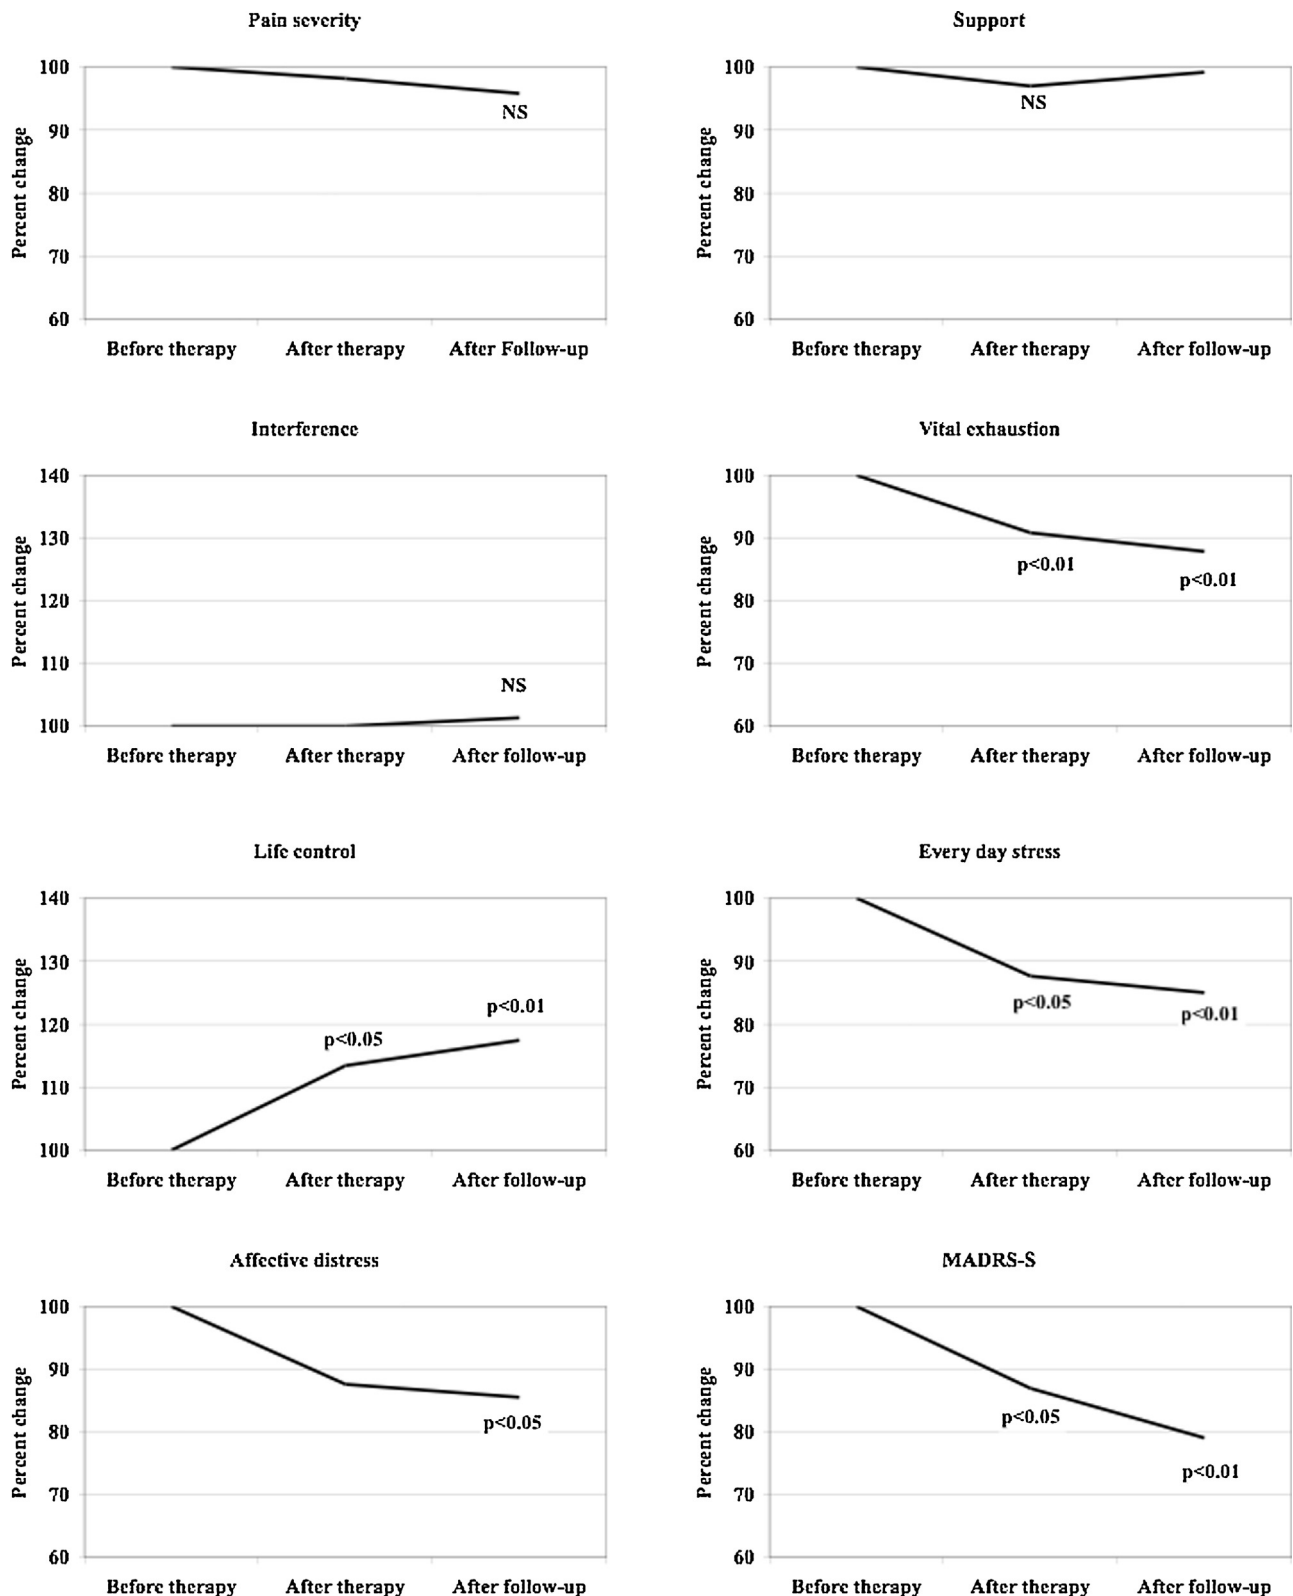 Pain severity
Percent change
100
90
80
70
60
NS
Before therapy After therapy After Follow-up
Support
Percent change
100
90
80
70
60
NS
Before therapy After therapy After follow-up
Interference
Percent change
140
130
120
110
100
NS
Before therapy After therapy After follow-up
Vital exhaustion
Percent change
100
90
80
70
60
p<0.01
p<0.01
Before therapy After therapy After follow-up
Life control
Percent change
140
130
120
110
100
p<0.05
p<0.01
Before therapy After therapy After follow-up
Every day stress
Percent change
100
90
80
70
60
p<0.05
p<0.01
Before therapy After therapy After follow-up
Affective distress
Percent change
100
90
80
70
60
p<0.05
Before therapy After therapy After follow-up
MADRS-S
Percent change
100
90
80
70
60
p<0.05
p<0.01
Before therapy After therapy After follow-up